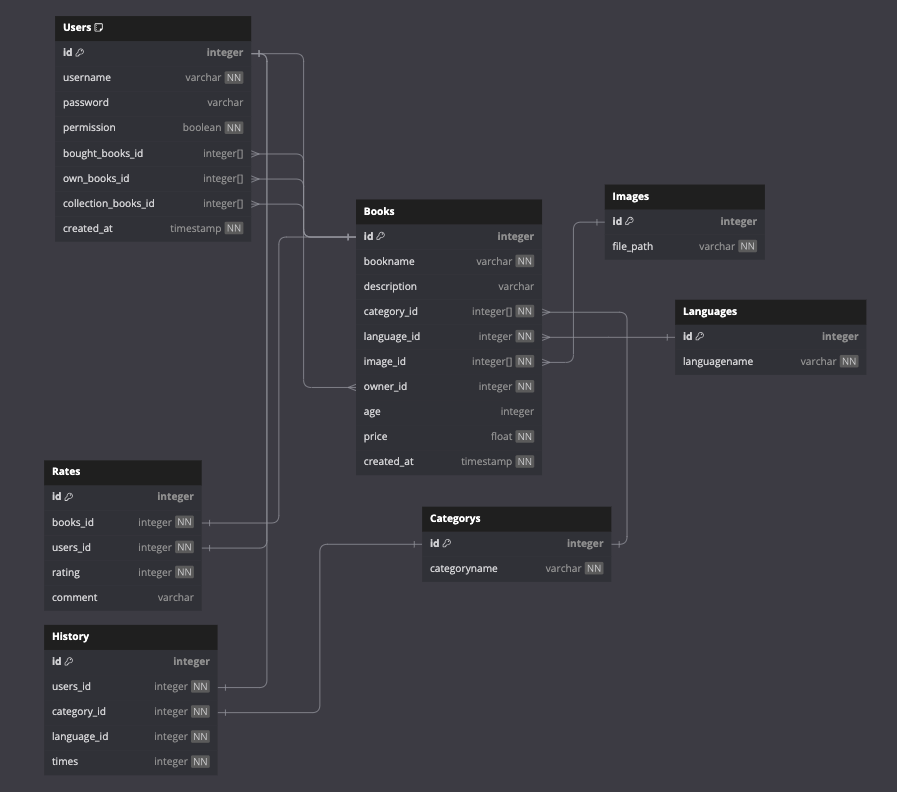 Users
id integer
username varchar NN
password varchar
permission boolean NN
bought_books_id integer[]
own_books_id integer[]
collection_books_id integer[]
created_at timestamp NN
Books
id integer
bookname varchar NN
description varchar
category_id integer[] NN
language_id integer NN
image_id integer[] NN
owner_id integer NN
age integer
price float NN
created_at timestamp NN
Images
id integer
file_path varchar NN
Languages
id integer
languagename varchar NN
Rates
id integer
books_id integer NN
users_id integer NN
rating integer NN
comment varchar
Categorys
id integer
categoryname varchar NN
History
id integer
users_id integer NN
category_id integer NN
language_id integer NN
times integer NN